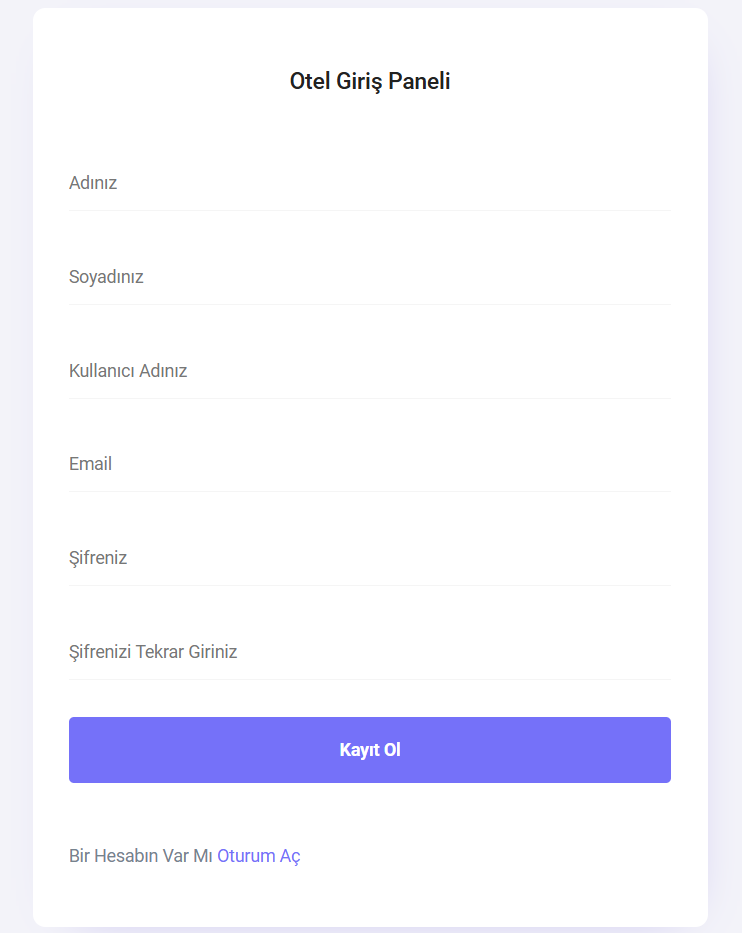 Otel Giriş Paneli
Adınız
Soyadınız
Kullanıcı Adınız
Email
Şifreniz
Şifrenizi Tekrar Giriniz
Kayıt Ol
Bir Hesabın Var Mı Oturum Aç